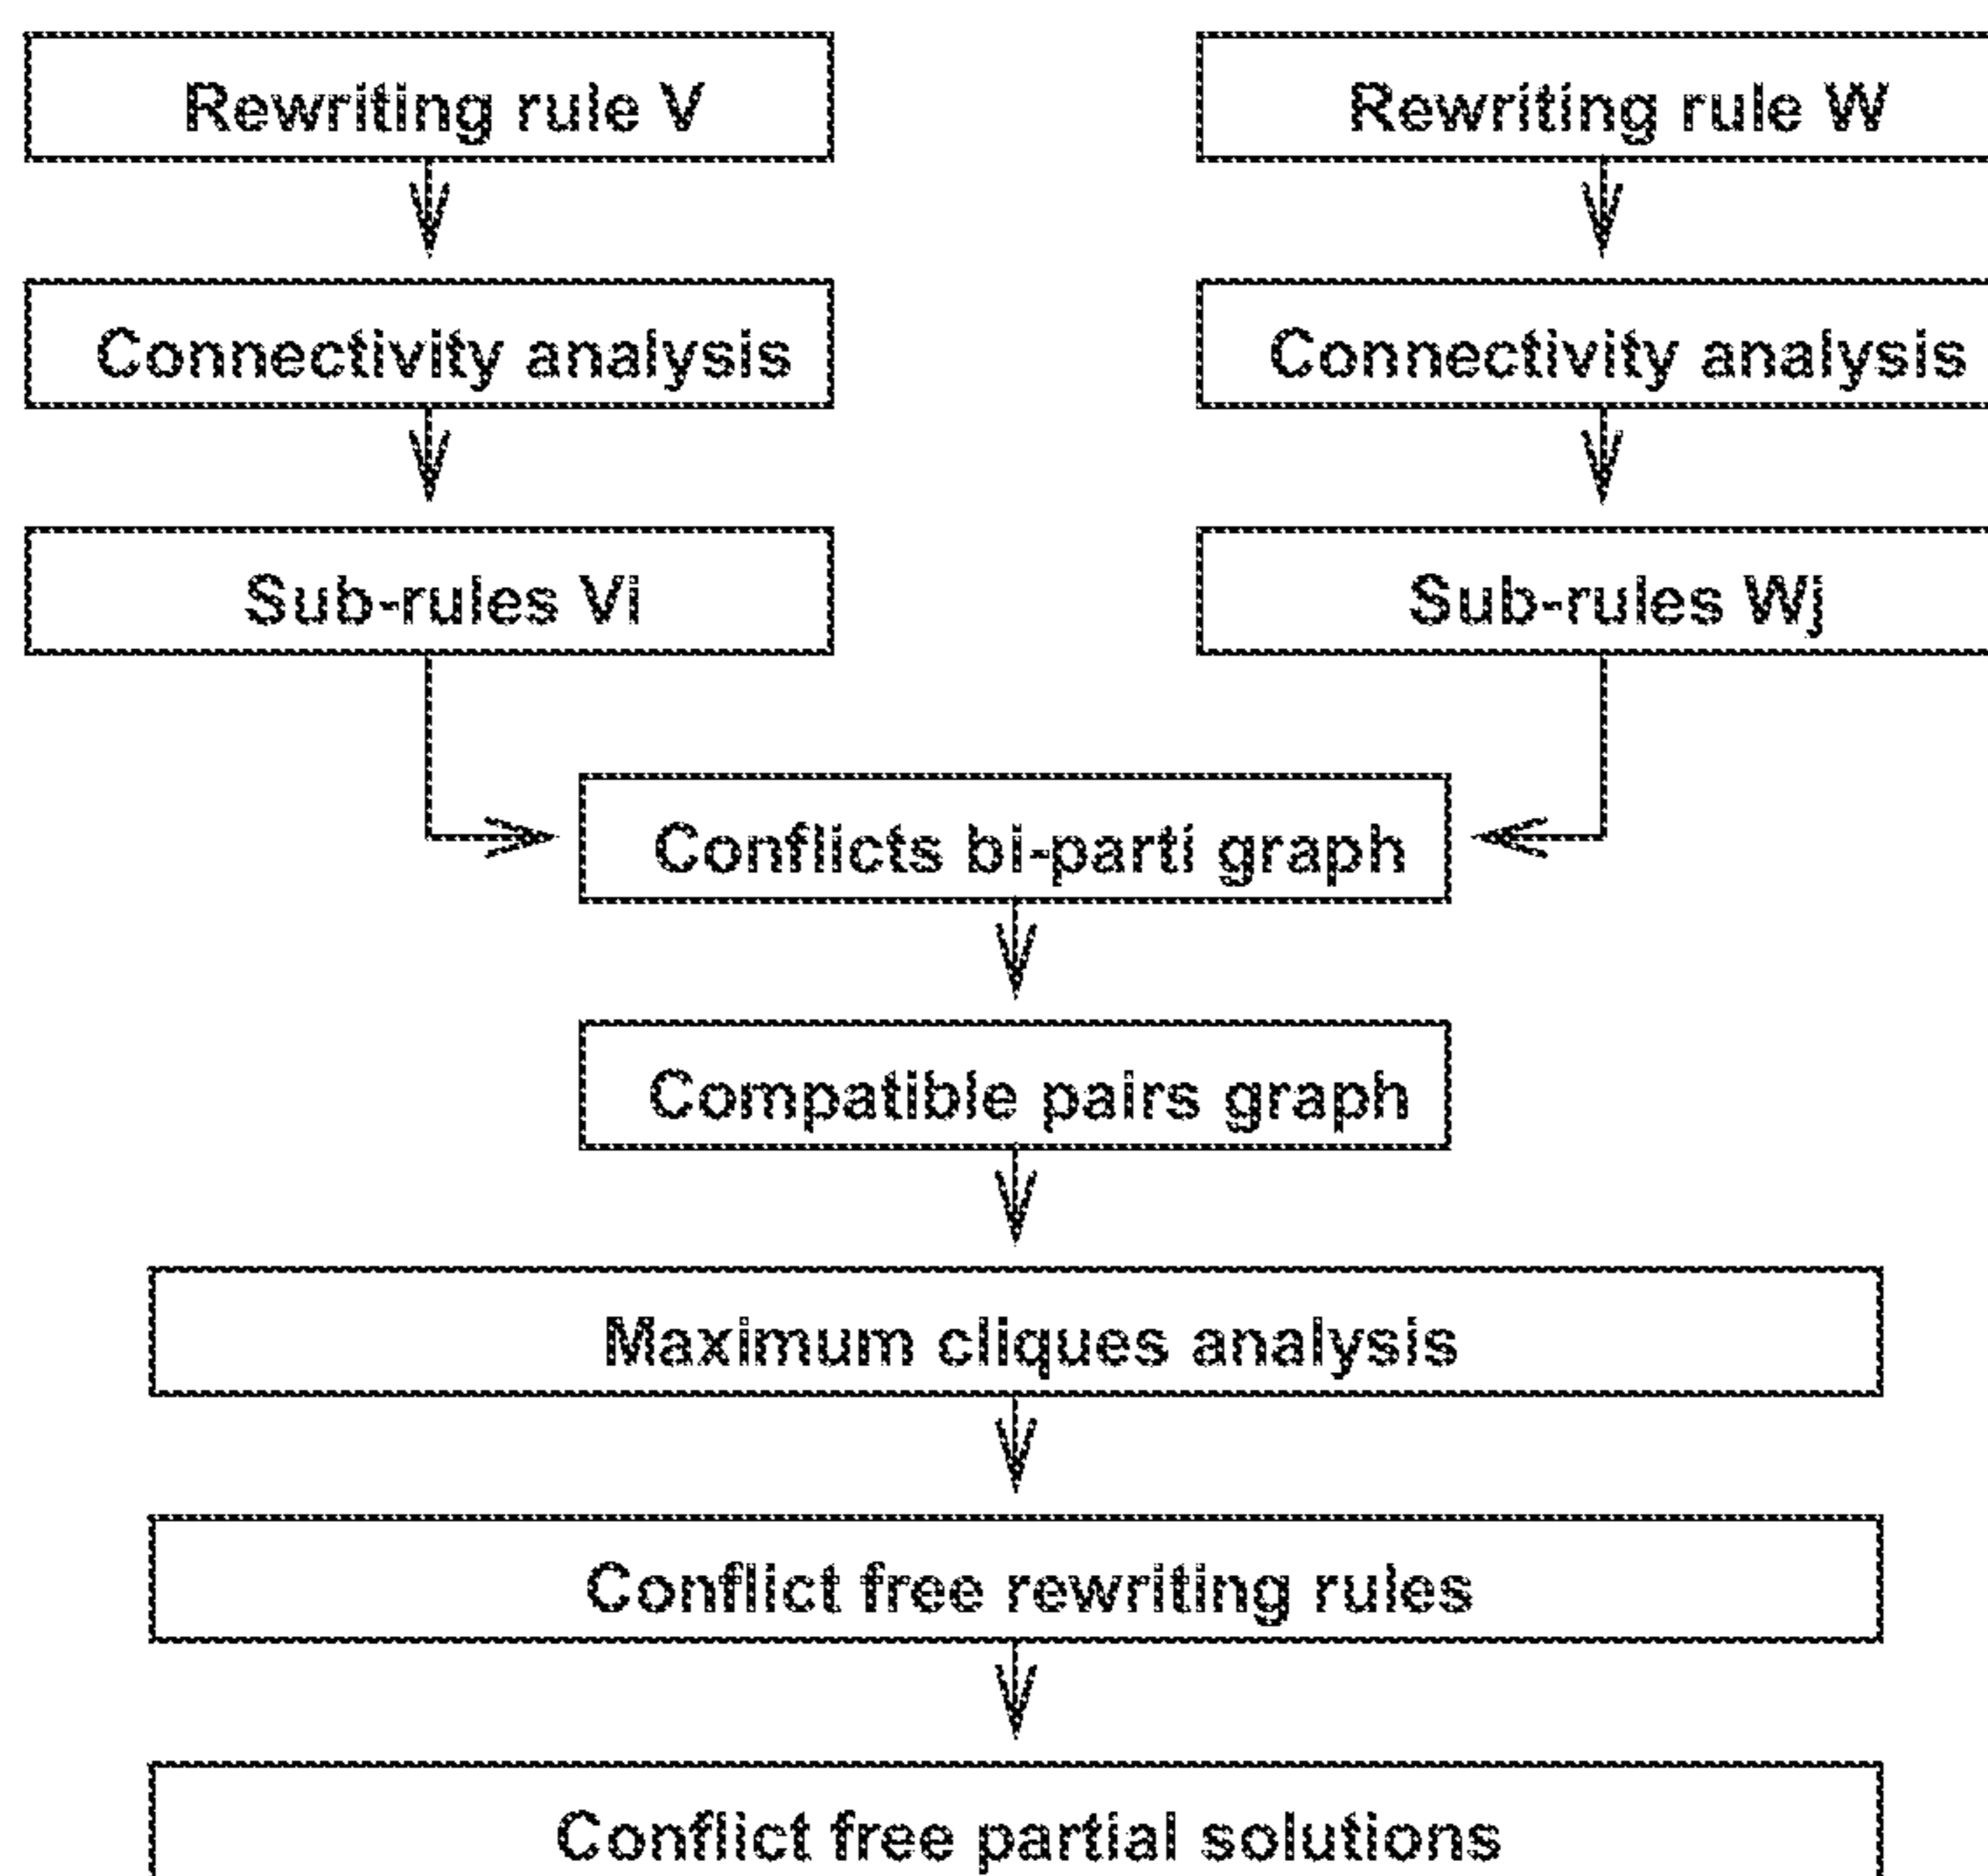 Rewriting rule V
Rewriting rule W
Connectivity analysis
Connectivity analysis
Sub-rules Vi
Sub-rules Wj
Conflicts bi-parti graph
Compatible pairs graph
Maximum cliques analysis
Conflict free rewriting rules
Conflict free partial solutions